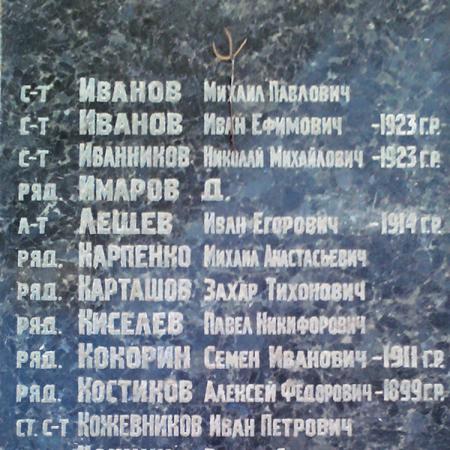 С-Т ИВАНОВ МИХАИЛ ПАВЛОВИЧ
С-Т ИВАНОВ ИВАН ЕФИМОВИЧ -1923 Г.Р.
С-Т ИВАННИКОВ НИКОЛАЙ МИХАЙЛОВИЧ -1923 Г.Р.
РЯД. ИМАРОВ Д.
Л-Т ЛЕЩЕВ ИВАН ЕГОРОВИЧ -1914 Г.Р.
РЯД. КАРПЕНКО МИХАИЛ АНАСТАСЬЕВИЧ
РЯД. КАРТАШОВ ЗАХАР ТИХОНОВИЧ
РЯД. КИСЕЛЕВ ПАВЕЛ НИКИФОРОВИЧ
РЯД. КОКОРИН СЕМЕН ИВАНОВИЧ -1911 Г.Р.
РЯД. КОСТИКОВ АЛЕКСЕЙ ФЕДОРОВИЧ -1899 Г.Р.
СТ. С-Т КОЖЕВНИКОВ ИВАН ПЕТРОВИЧ